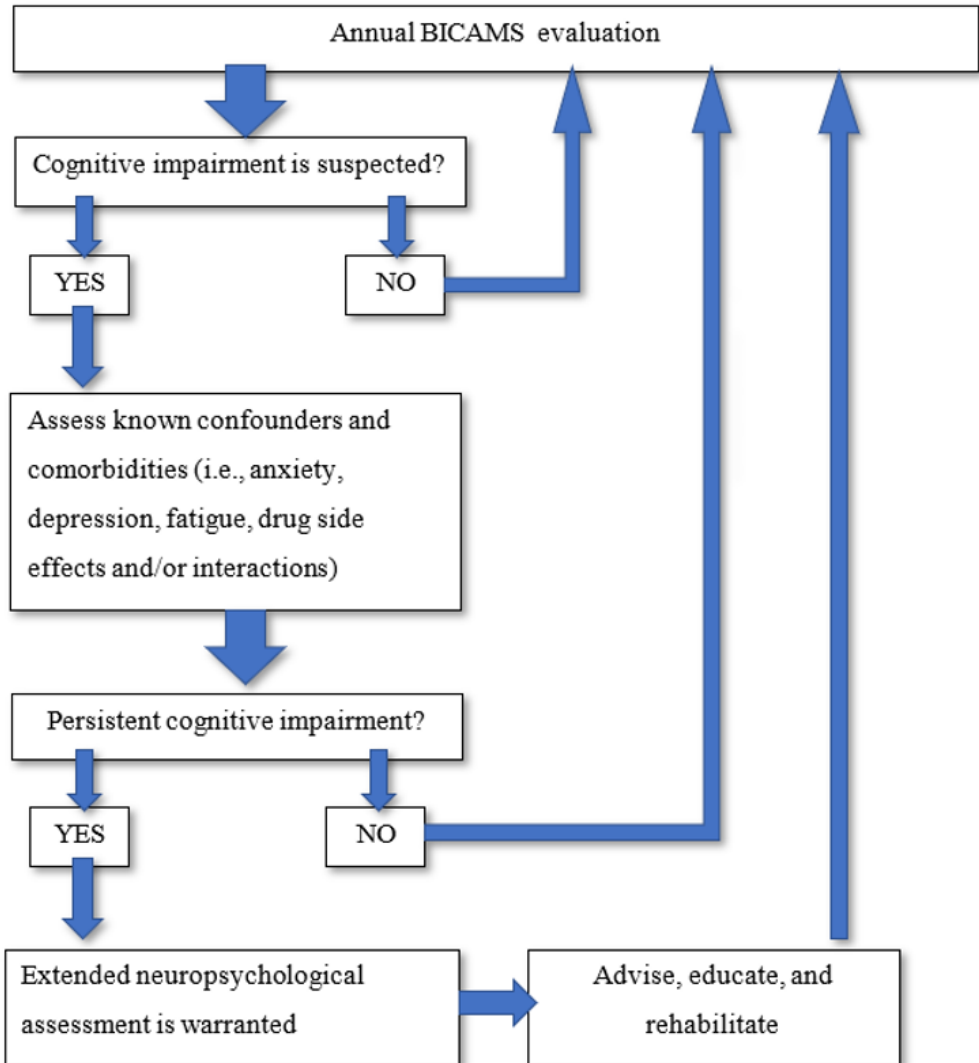 Annual BICAMS evaluation
Cognitive impairment is suspected?
YES
NO
Assess known confounders and
comorbidities (i.e., anxiety,
depression, fatigue, drug side
effects and/or interactions)
Persistent cognitive impairment?
YES
NO
Extended neuropsychological
assessment is warranted
Advise, educate, and
rehabilitate